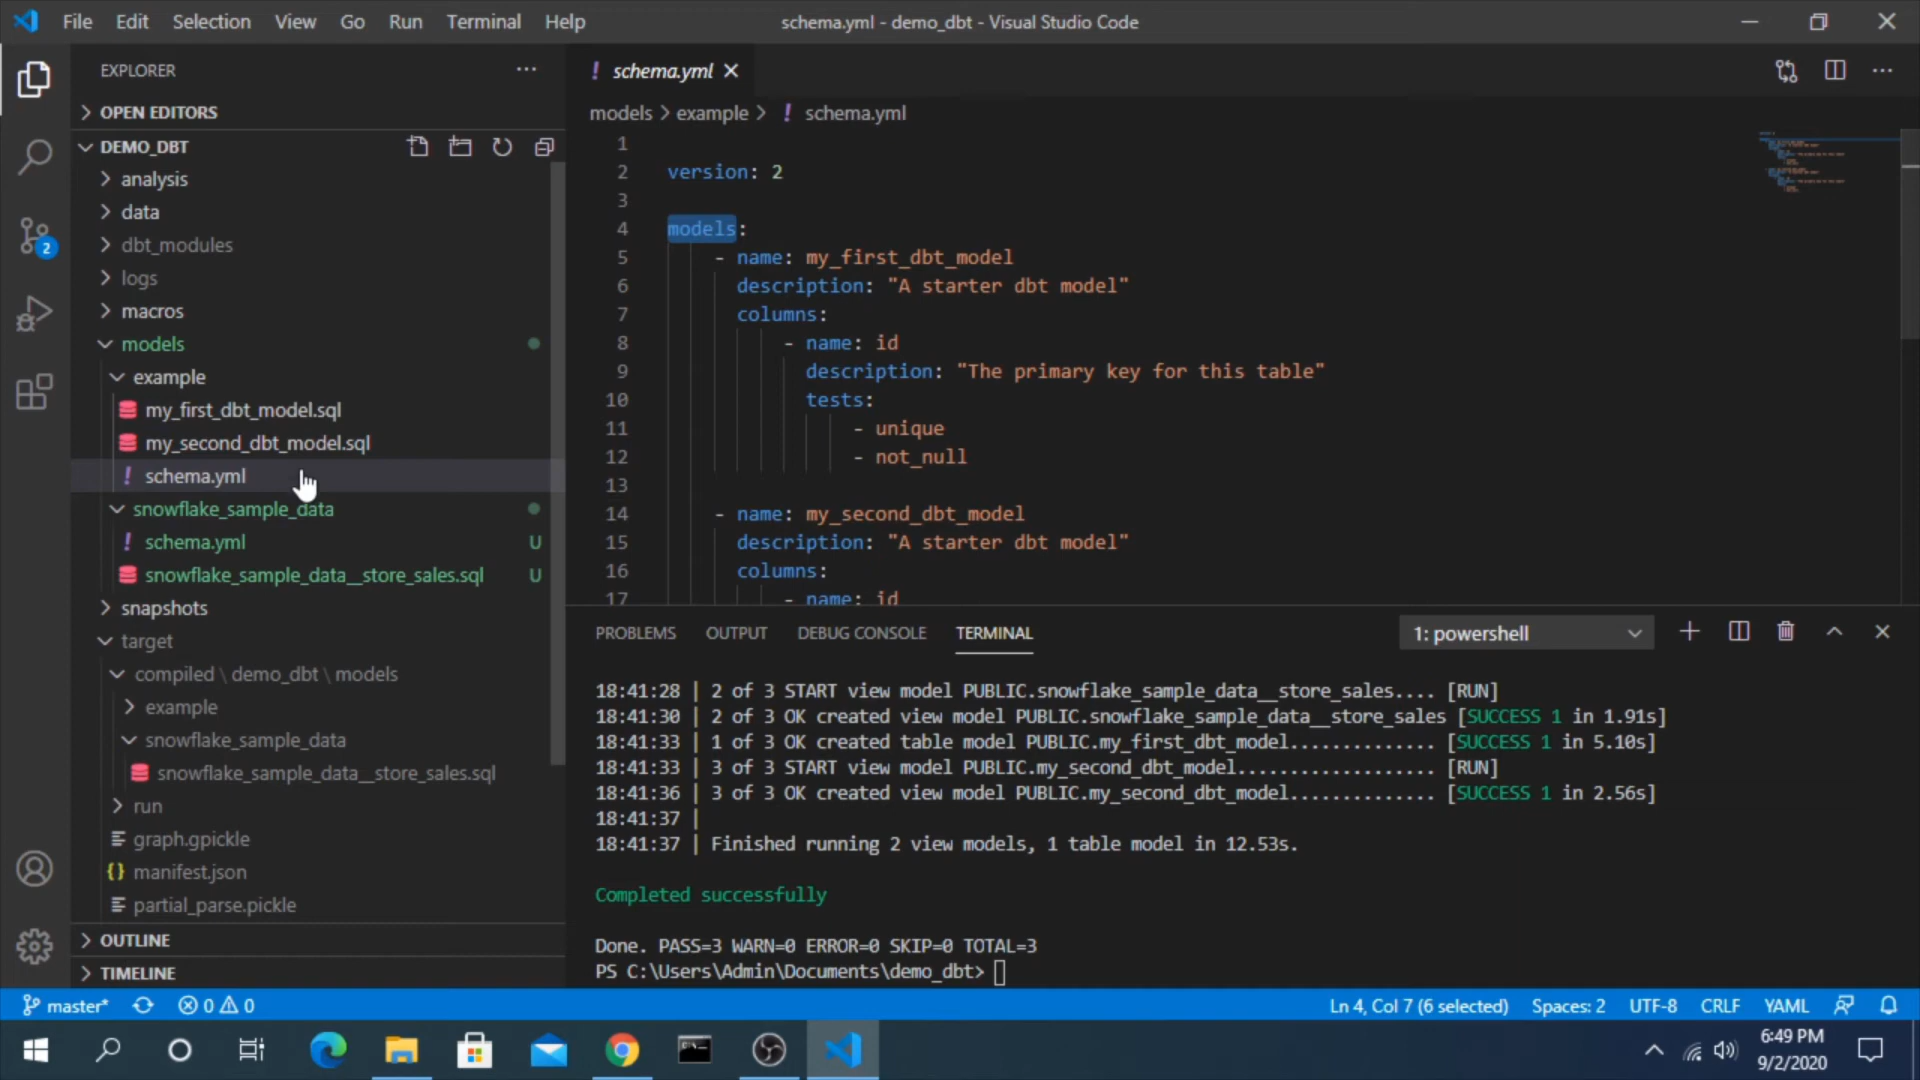 File Edit Selection View Go Run Terminal Help
schema.yml - demo_dbt - Visual Studio Code
EXPLORER
OPEN EDITORS
DEMO_DBT
analysis
data
dbt_modules
logs
macros
models
example
my_first_dbt_model.sql
my_second_dbt_model.sql
! schema.yml
snowflake_sample_data
! schema.yml U
snowflake_sample_data__store_sales.sql U
snapshots
target
compiled \ demo_dbt \ models
example
snowflake_sample_data
snowflake_sample_data__store_sales.sql
run
graph.gpickle
{} manifest.json
partial_parse.pickle
OUTLINE
TIMELINE
2
! schema.yml
models > example > ! schema.yml
1
2 version: 2
3
4 models:
5 - name: my_first_dbt_model
6 description: "A starter dbt model"
7 columns:
8 - name: id
9 description: "The primary key for this table"
10 tests:
11 - unique
12 - not_null
13
14 - name: my_second_dbt_model
15 description: "A starter dbt model"
16 columns:
17 - name: id
PROBLEMS OUTPUT DEBUG CONSOLE TERMINAL 1: powershell
18:41:28 | 2 of 3 START view model PUBLIC.snowflake_sample_data__store_sales.... [RUN]
18:41:30 | 2 of 3 OK created view model PUBLIC.snowflake_sample_data__store_sales [SUCCESS 1 in 1.91s]
18:41:33 | 1 of 3 OK created table model PUBLIC.my_first_dbt_model.............. [SUCCESS 1 in 5.10s]
18:41:33 | 3 of 3 START view model PUBLIC.my_second_dbt_model................... [RUN]
18:41:36 | 3 of 3 OK created view model PUBLIC.my_second_dbt_model.............. [SUCCESS 1 in 2.56s]
18:41:37 |
18:41:37 | Finished running 2 view models, 1 table model in 12.53s.
Completed successfully
Done. PASS=3 WARN=0 ERROR=0 SKIP=0 TOTAL=3
PS C:\Users\Admin\Documents\demo_dbt>
master* 0 0 Ln 4, Col 7 (6 selected) Spaces: 2 UTF-8 CRLF YAML
6:49 PM
9/2/2020